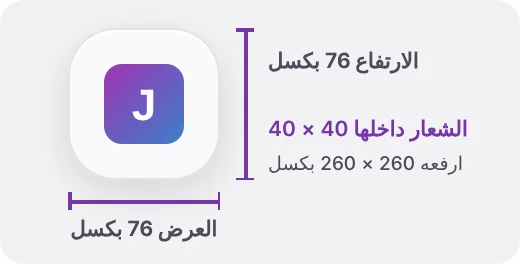 J
الارتفاع 76 بكسل
الشعار داخلها 40 × 40
ارفعه 260 × 260 بكسل
العرض 76 بكسل